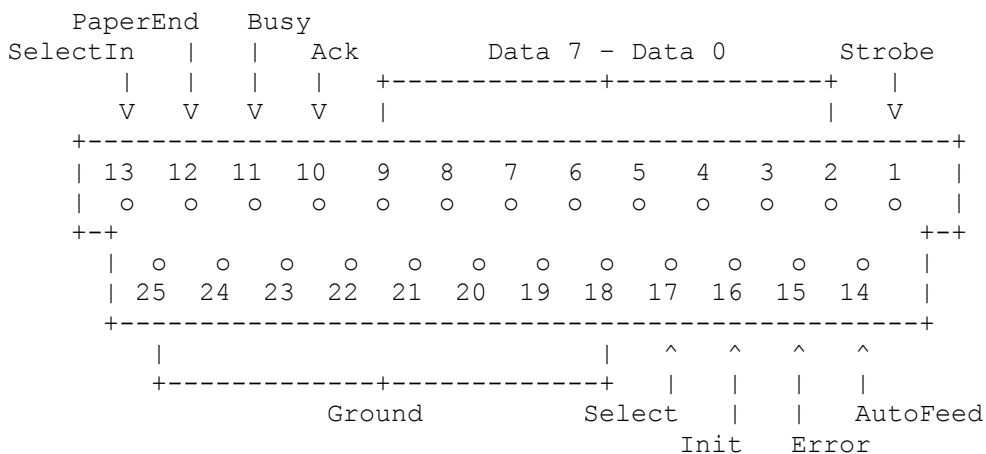 PaperEnd Busy
SelectIn | | Ack Data 7 - Data 0 Strobe
| | | | +-------------+-------------+ |
V V V V | | V
+------------------------------------------------------+
| 13 12 11 10 9 8 7 6 5 4 3 2 1 |
| o o o o o o o o o o o o o |
+-+ +-+
| o o o o o o o o o o o o |
| 25 24 23 22 21 20 19 18 17 16 15 14 |
+--------------------------------------------------+
| | ^ ^ ^ ^
+-------------+-------------+ | | | |
Ground Select | | AutoFeed
Init Error